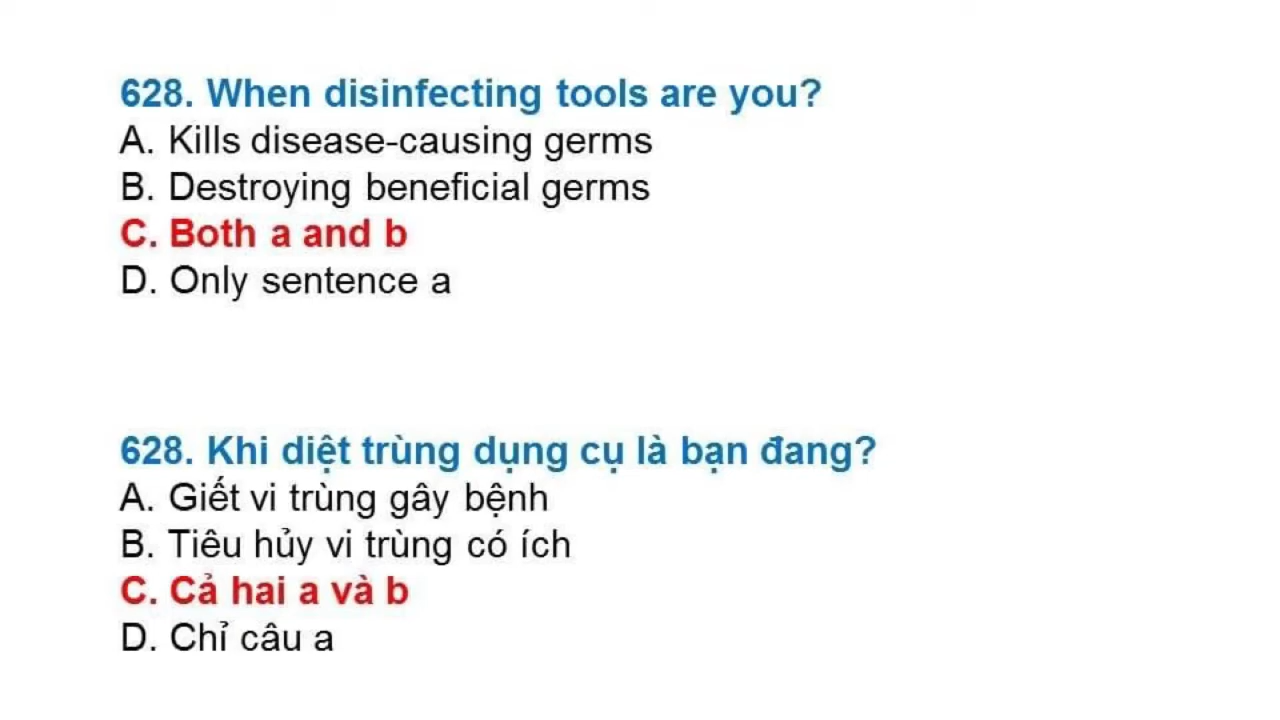 628. When disinfecting tools are you?
A. Kills disease-causing germs
B. Destroying beneficial germs
C. Both a and b
D. Only sentence a
628. Khi diệt trùng dụng cụ là bạn đang?
A. Giết vi trùng gây bệnh
B. Tiêu hủy vi trùng có ích
C. Cả hai a và b
D. Chỉ câu a